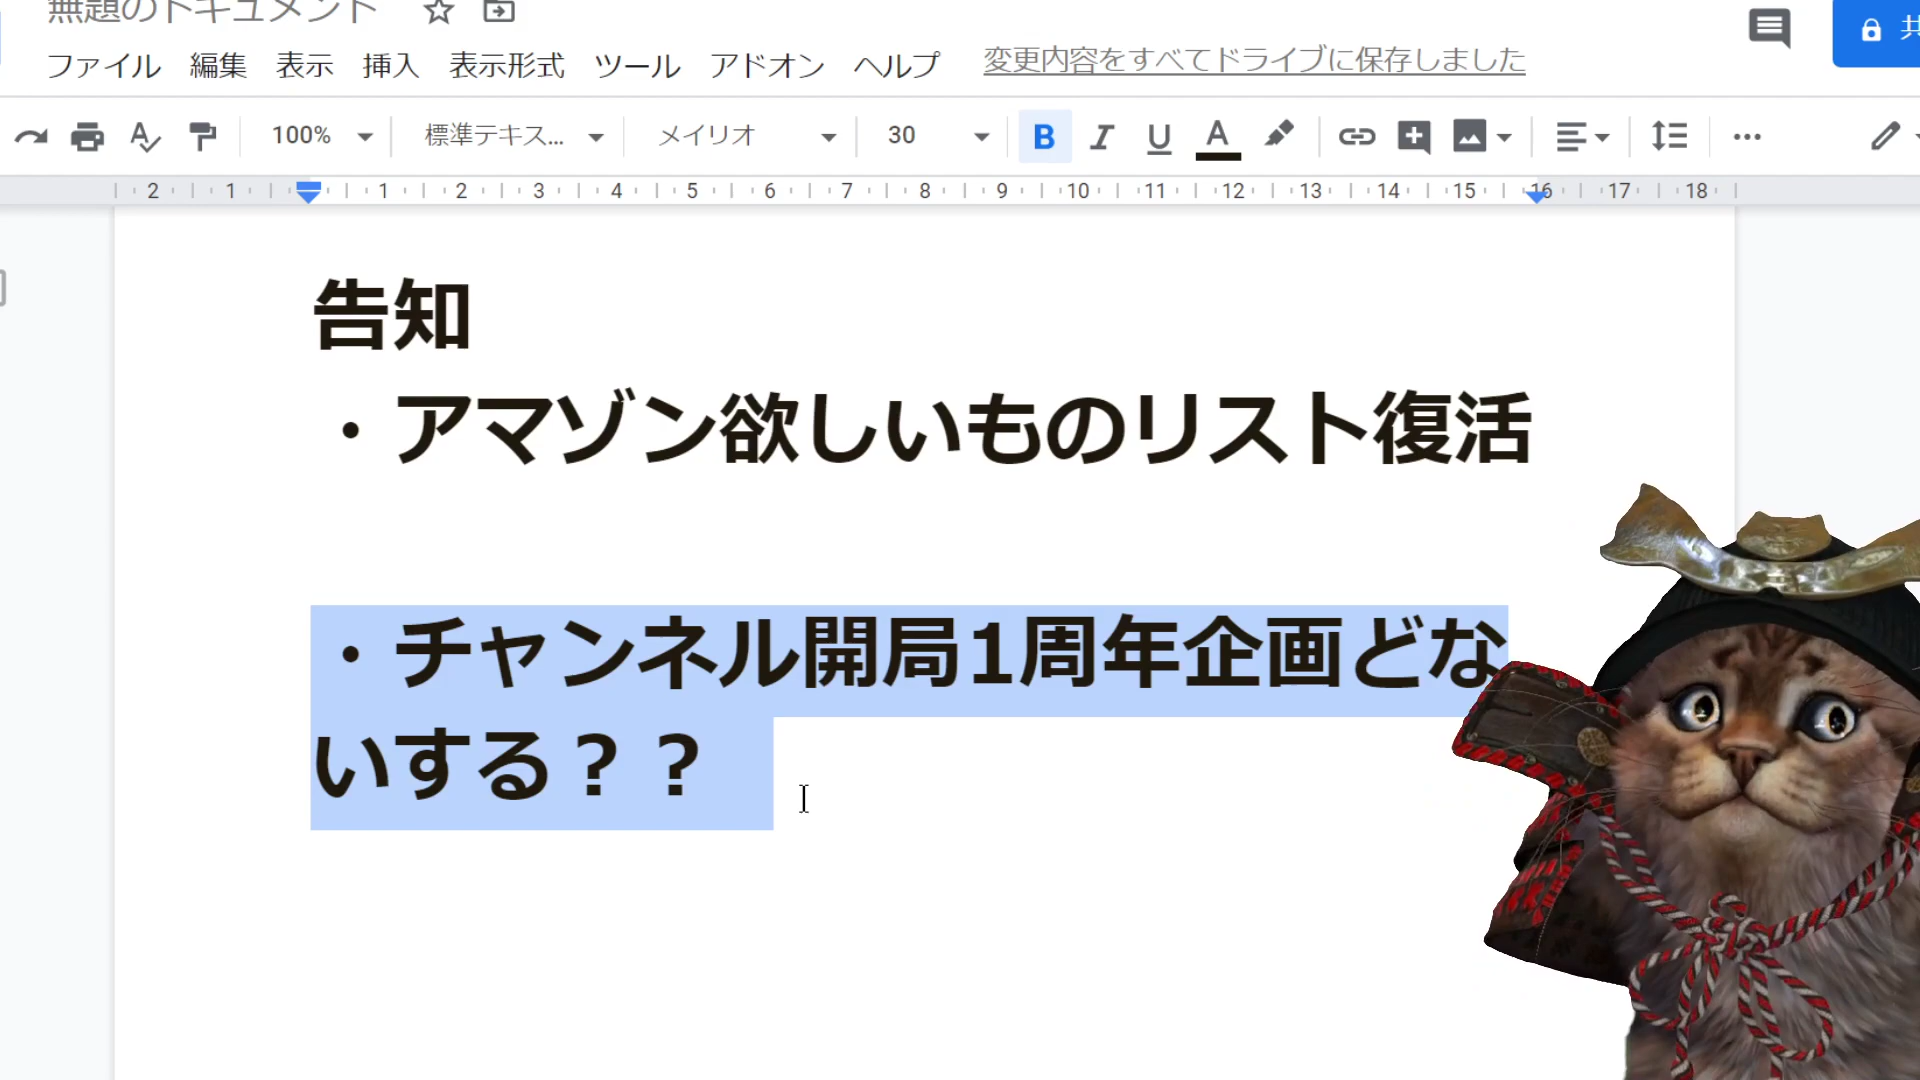 無題のドキュメント
ファイル 編集 表示 挿入 表示形式 ツール アドオン ヘルプ 変更内容をすべてドライブに保存しました
100% 標準テキス... メイリオ 30 B I U A
2 1 1 2 3 4 5 6 7 8 9 10 11 12 13 14 15 16 17 18
告知
・アマゾン欲しいものリスト復活
・チャンネル開局1周年企画どな
いする？？